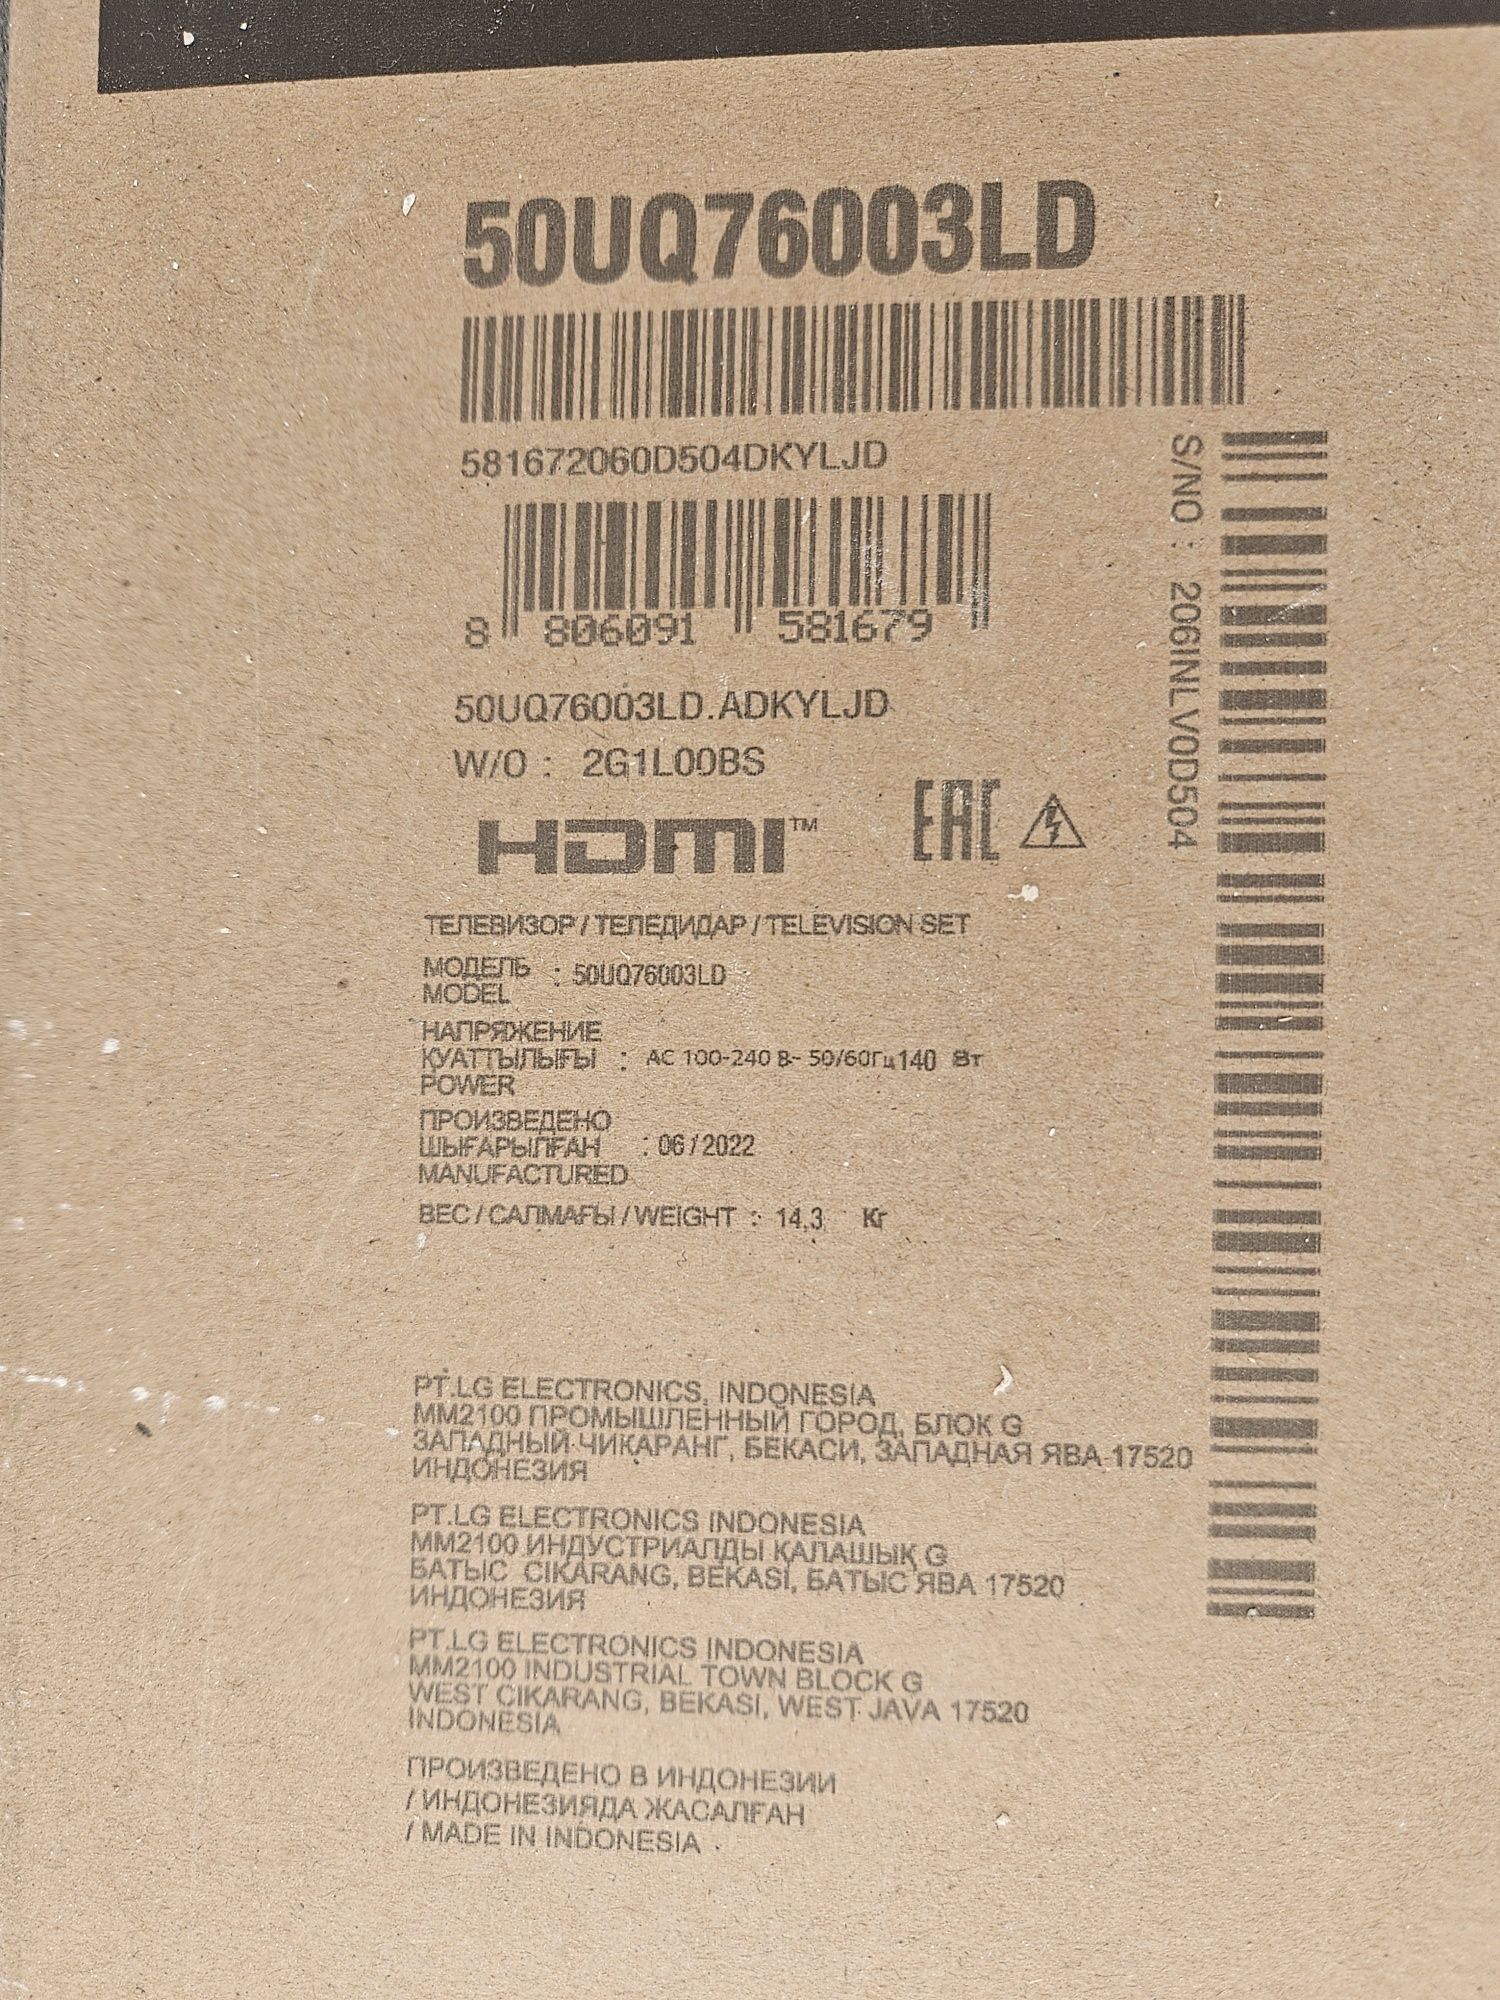 50UQ76003LD
581672060D504DKYLJD
S/NO : 206INLV0D504
8 806091 581679
50UQ76003LD.ADKYLJD
W/O : 2G1L00BS
HDMI™ EAC
ТЕЛЕВИЗОР / ТЕЛЕДИДАР / TELEVISION SET
МОДЕЛЬ
MODEL : 50UQ76003LD
НАПРЯЖЕНИЕ
ҚУАТТЫЛЫҒЫ : AC 100-240 В~ 50/60Гц 140 Вт
POWER
ПРОИЗВЕДЕНО
ШЫҒАРЫЛҒАН : 06 / 2022
MANUFACTURED
ВЕС / САЛМАҒЫ / WEIGHT : 14,3 Кг
PT.LG ELECTRONICS, INDONESIA
MM2100 ПРОМЫШЛЕННЫЙ ГОРОД, БЛОК G
ЗАПАДНЫЙ ЧИКАРАНГ, БЕКАСИ, ЗАПАДНАЯ ЯВА 17520
ИНДОНЕЗИЯ
PT.LG ELECTRONICS INDONESIA
MM2100 ИНДУСТРИАЛДЫ ҚАЛАШЫҚ G
БАТЫС CIKARANG, BEKASI, БАТЫС ЯВА 17520
ИНДОНЕЗИЯ
PT.LG ELECTRONICS INDONESIA
MM2100 INDUSTRIAL TOWN BLOCK G
WEST CIKARANG, BEKASI, WEST JAVA 17520
INDONESIA
ПРОИЗВЕДЕНО В ИНДОНЕЗИИ
/ ИНДОНЕЗИЯДА ЖАСАЛҒАН
/ MADE IN INDONESIA